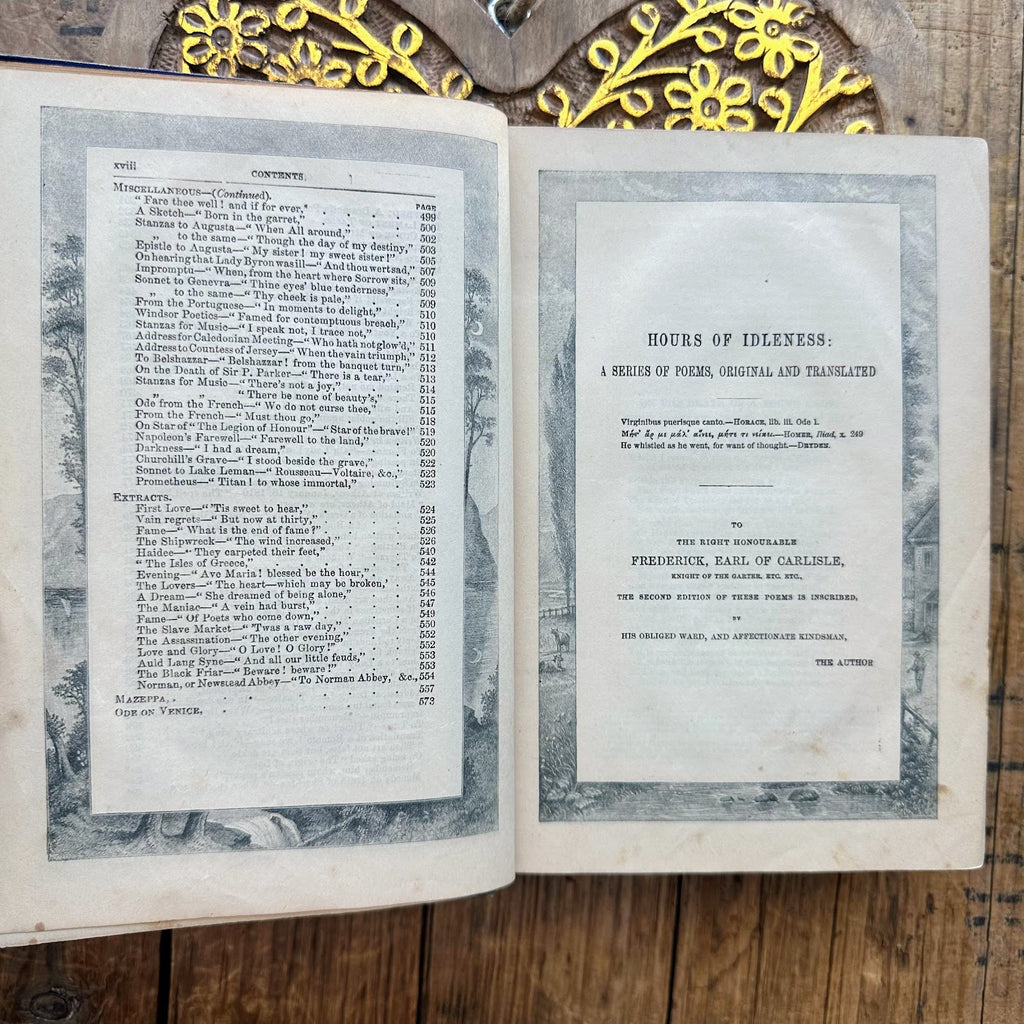 xviii
CONTENTS.
PAGE
MISCELLANEOUS—(Continued).
"Fare thee well! and if for ever," . . . . 499
A Sketch—"Born in the garret," . . . . 500
Stanzas to Augusta—"When All around," . . 502
„ to the same—"Though the day of my destiny," 503
Epistle to Augusta—"My sister! my sweet sister!" . 505
On hearing that Lady Byron was ill—"And thou wert sad," 507
Impromptu—"When, from the heart where Sorrow sits," 509
Sonnet to Genevra—"Thine eyes' blue tenderness," . 509
„ to the same—"Thy cheek is pale," . . 509
From the Portuguese—"In moments to delight," . 510
Windsor Poetics—"Famed for contemptuous breach," 510
Stanzas for Music—"I speak not, I trace not," . 510
Address for Caledonian Meeting—"Who hath not glow'd," 511
Address to Countess of Jersey—"When the vain triumph," 512
To Belshazzar—"Belshazzar! from the banquet turn," 513
On the Death of Sir P. Parker—"There is a tear," . 513
Stanzas for Music—"There's not a joy," . . 514
„ „ "There be none of beauty's," . 515
Ode from the French—"We do not curse thee," . 515
From the French—"Must thou go," . . . 518
On Star of "The Legion of Honour"—"Star of the brave!" 519
Napoleon's Farewell—"Farewell to the land," . 520
Darkness—"I had a dream," . . . . 520
Churchill's Grave—"I stood beside the grave," . 522
Sonnet to Lake Leman—"Rousseau—Voltaire, &c.," . 523
Prometheus—"Titan! to whose immortal," . . 523
EXTRACTS.
First Love—"'Tis sweet to hear," . . . 524
Vain regrets—"But now at thirty," . . . 525
Fame—"What is the end of fame?" . . . 526
The Shipwreck—"The wind increased," . . 526
Haidee—"They carpeted their feet," . . . 540
"The Isles of Greece," . . . . 542
Evening—"Ave Maria! blessed be the hour," . . 544
The Lovers—"The heart—which may be broken,' . 545
A Dream—"She dreamed of being alone," . . 546
The Maniac—"A vein had burst," . . . 547
Fame—"Of Poets who come down," . . . 549
The Slave Market—"'Twas a raw day," . . 550
The Assassination—"The other evening," . . 552
Love and Glory—"O Love! O Glory!" . . 552
Auld Lang Syne—"And all our little feuds," . . 553
The Black Friar—"Beware! beware!" . . . 553
Norman, or Newstead Abbey—"To Norman Abbey,' &c., 554
MAZEPPA, . . . . . . 557
ODE ON VENICE, . . . . . 573
HOURS OF IDLENESS:
A SERIES OF POEMS, ORIGINAL AND TRANSLATED
Virginibus puerisque canto.—HORACE, lib. iii. Ode 1.
Μήτ' ἄρ με μάλ' αἴνει, μήτε τι νείκει.—HOMER, Iliad, x. 249
He whistled as he went, for want of thought.—DRYDEN.
TO
THE RIGHT HONOURABLE
FREDERICK, EARL OF CARLISLE,
KNIGHT OF THE GARTER, ETC. ETC.,
THE SECOND EDITION OF THESE POEMS IS INSCRIBED,
BY
HIS OBLIGED WARD, AND AFFECTIONATE KINDSMAN,
THE AUTHOR